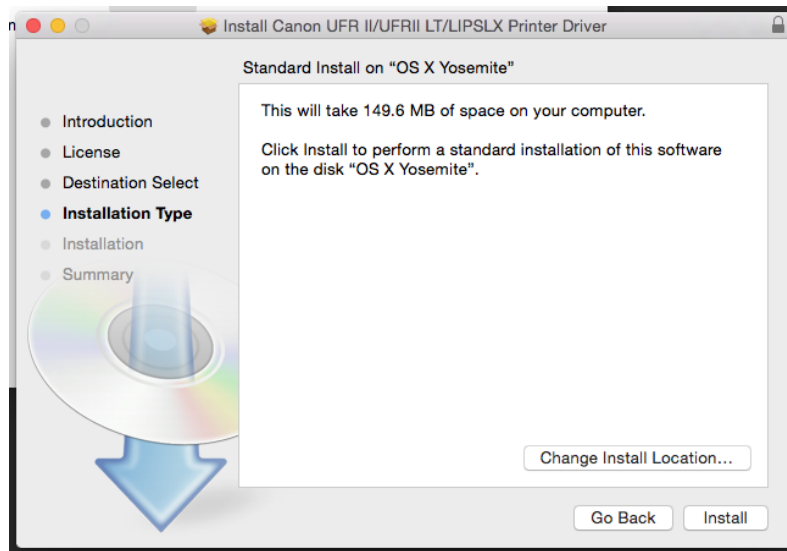 n
Install Canon UFR II/UFRII LT/LIPSLX Printer Driver
Standard Install on “OS X Yosemite”
Introduction
License
Destination Select
Installation Type
Installation
Summary
This will take 149.6 MB of space on your computer.
Click Install to perform a standard installation of this software
on the disk “OS X Yosemite”.
Change Install Location...
Go Back
Install